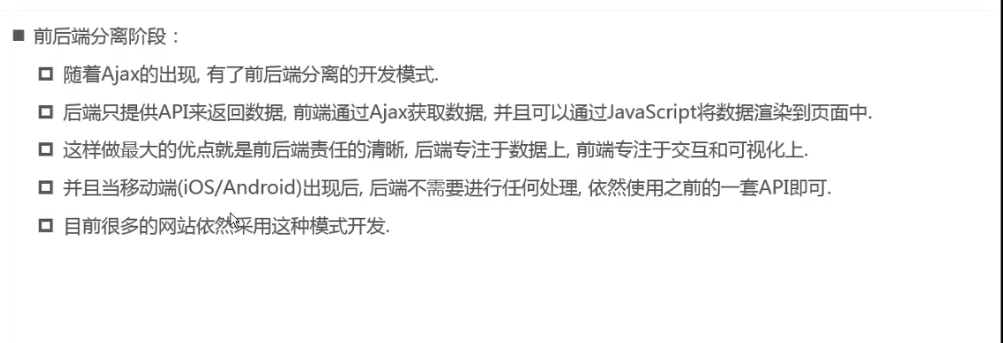 ■ 前后端分离阶段：
随着Ajax的出现, 有了前后端分离的开发模式.
后端只提供API来返回数据, 前端通过Ajax获取数据, 并且可以通过JavaScript将数据渲染到页面中.
这样做最大的优点就是前后端责任的清晰, 后端专注于数据上, 前端专注于交互和可视化上.
并且当移动端(iOS/Android)出现后, 后端不需要进行任何处理, 依然使用之前的一套API即可.
目前很多的网站依然采用这种模式开发.